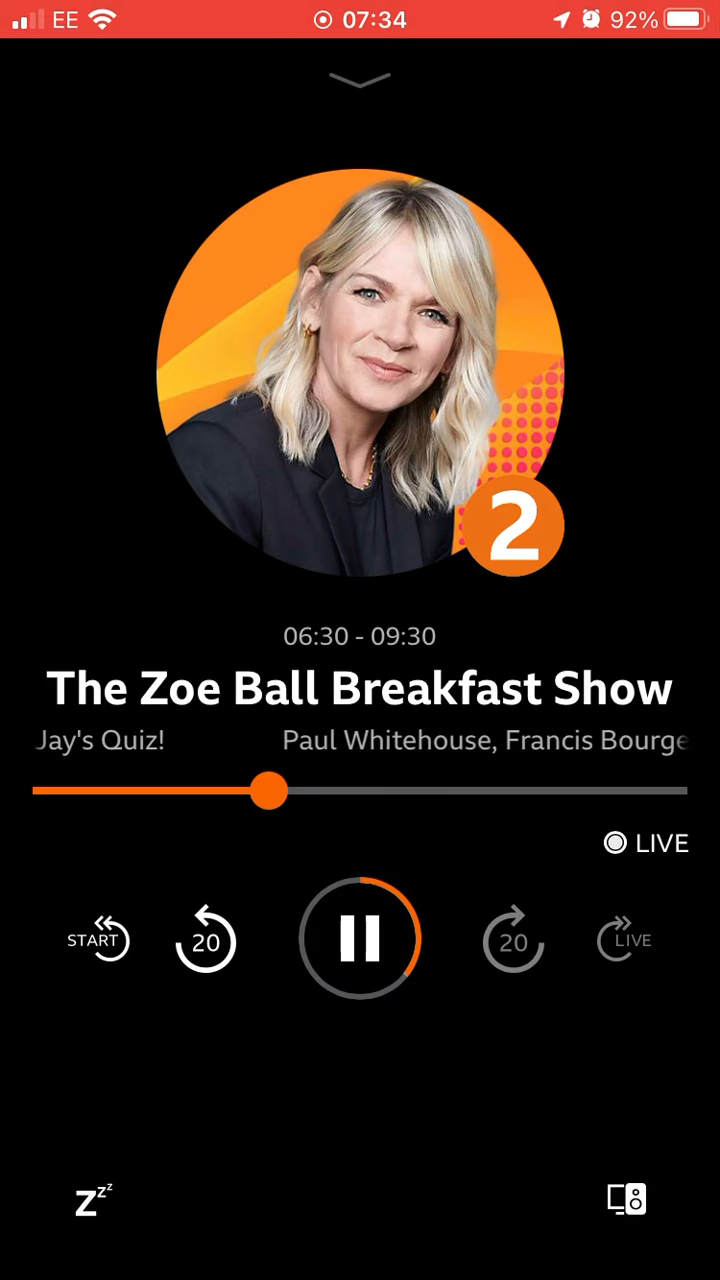 EE 07:34 92%
2
06:30 - 09:30
The Zoe Ball Breakfast Show
Jay's Quiz! Paul Whitehouse, Francis Bourge
LIVE
START 20 20 LIVE
Zzz